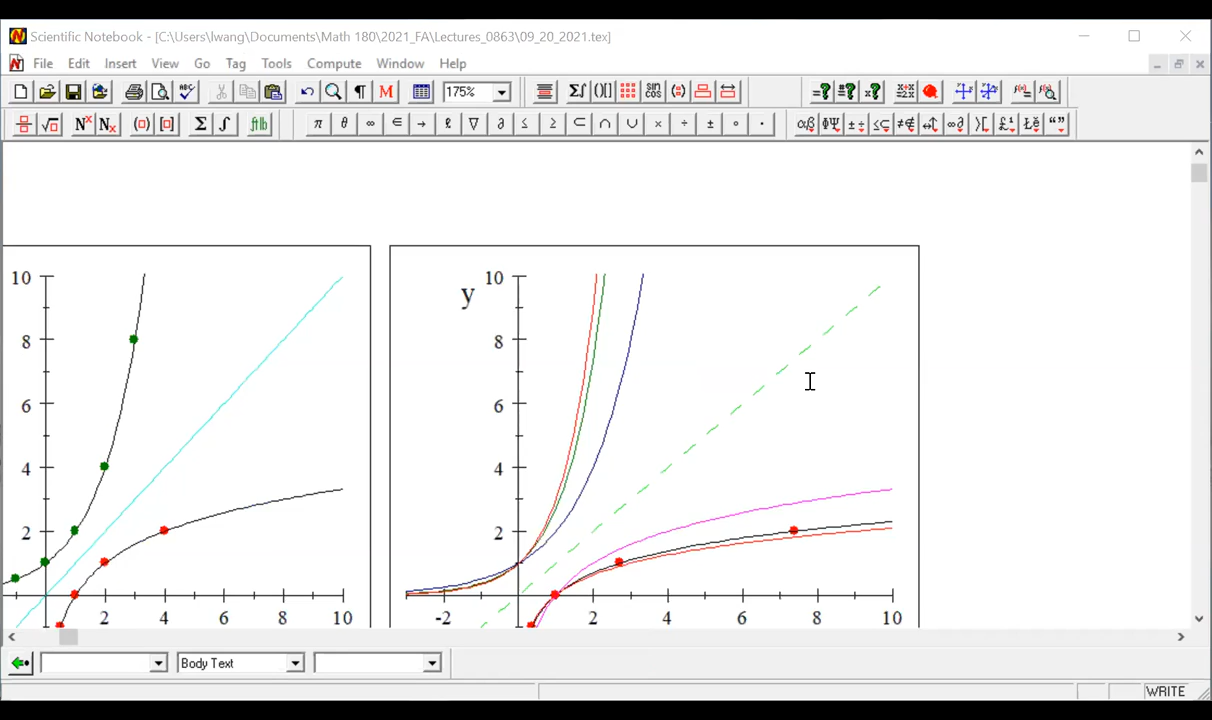 Scientific Notebook - [C:\Users\lwang\Documents\Math 180\2021_FA\Lectures_0863\09_20_2021.tex]
File Edit Insert View Go Tag Tools Compute Window Help
175%
π θ ∞ ∈ → ℓ ∇ ∂ ≤ ≥ ⊂ ∩ ∪ × ÷ ± ∘ ·
10
8
6
4
2
2 4 6 8 10
y
10
8
6
4
2
-2 2 4 6 8 10
Body Text
WRITE